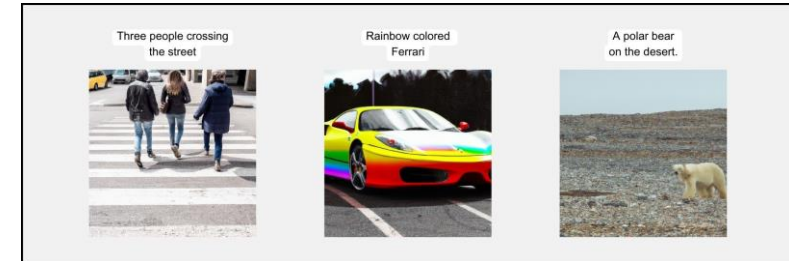 Three people crossing
the street
Rainbow colored
Ferrari
A polar bear
on the desert.